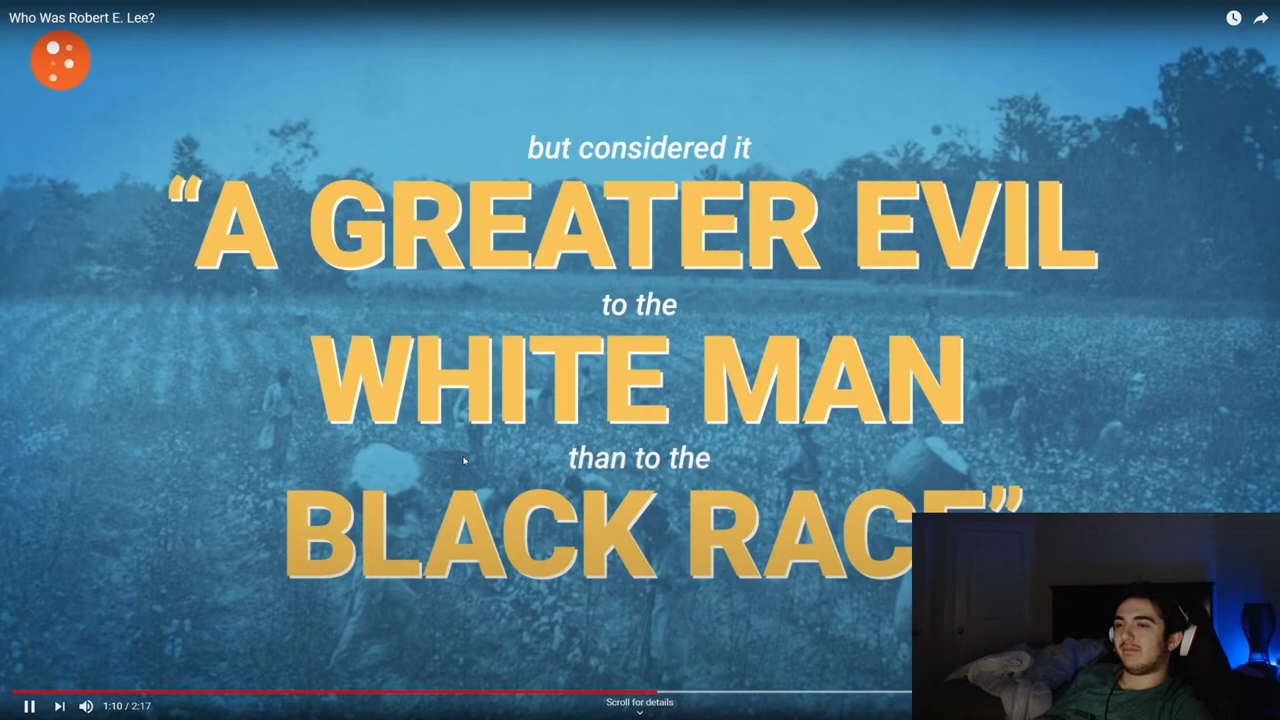 Who Was Robert E. Lee?
but considered it
“A GREATER EVIL
to the
WHITE MAN
than to the
BLACK RACE”
1:10 / 2:17
Scroll for details